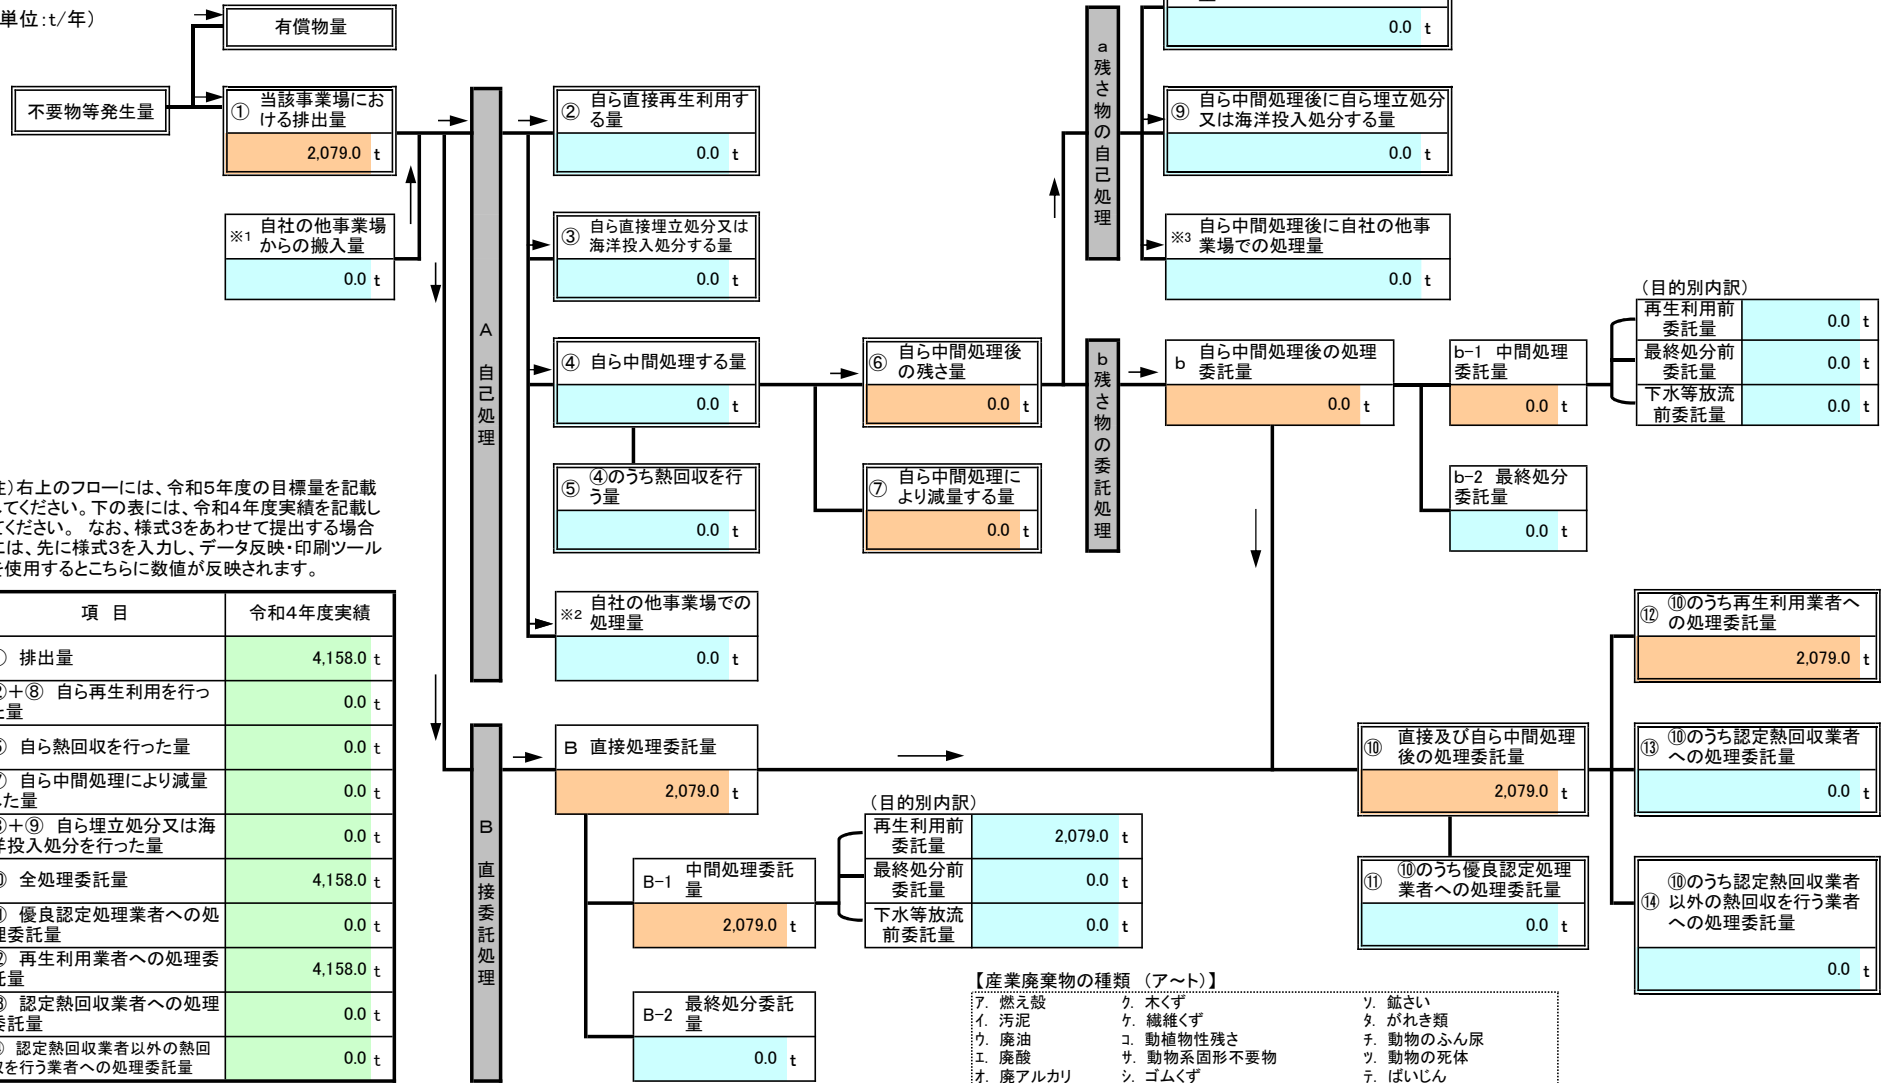 単位:t/年)
有償物量
不要物等発生量
① 当該事業場にお
ける排出量
2,079.0 t
※1 自社の他事業場
からの搬入量
0.0 t
A 自己処理
② 自ら直接再生利用す
る量
0.0 t
③ 自ら直接埋立処分又は
海洋投入処分する量
0.0 t
④ 自ら中間処理する量
0.0 t
⑤ ④のうち熱回収を行
う量
0.0 t
※2 自社の他事業場での
処理量
0.0 t
⑥ 自ら中間処理後
の残さ量
0.0 t
⑦ 自ら中間処理に
より減量する量
0.0 t
a 残さ物の自己処理
0.0 t
⑨ 自ら中間処理後に自ら埋立処分
又は海洋投入処分する量
0.0 t
※3 自ら中間処理後に自社の他事
業場での処理量
0.0 t
b 残さ物の委託処理
b 自ら中間処理後の処理
委託量
0.0 t
b-1 中間処理
委託量
0.0 t
b-2 最終処分
委託量
0.0 t
(目的別内訳)
再生利用前
委託量 0.0 t
最終処分前
委託量 0.0 t
下水等放流
前委託量 0.0 t
)右上のフローには、令和5年度の目標量を記載
てください。下の表には、令和4年度実績を記載し
ください。 なお、様式3をあわせて提出する場合
は、先に様式3を入力し、データ反映・印刷ツール
使用するとこちらに数値が反映されます。
項 目 令和4年度実績
排出量 4,158.0 t
+⑧ 自ら再生利用を行っ
量 0.0 t
自ら熱回収を行った量 0.0 t
自ら中間処理により減量
た量 0.0 t
+⑨ 自ら埋立処分又は海
投入処分を行った量 0.0 t
全処理委託量 4,158.0 t
優良認定処理業者への処
委託量 0.0 t
再生利用業者への処理委
量 4,158.0 t
認定熱回収業者への処理
託量 0.0 t
認定熱回収業者以外の熱回
を行う業者への処理委託量 0.0 t
B 直接委託処理
B 直接処理委託量
2,079.0 t
B-1 中間処理委託
量
2,079.0 t
B-2 最終処分委託
量
0.0 t
(目的別内訳)
再生利用前
委託量 2,079.0 t
最終処分前
委託量 0.0 t
下水等放流
前委託量 0.0 t
⑩ 直接及び自ら中間処理
後の処理委託量
2,079.0 t
⑪ ⑩のうち優良認定処理
業者への処理委託量
0.0 t
⑫ ⑩のうち再生利用業者へ
の処理委託量
2,079.0 t
⑬ ⑩のうち認定熱回収業者
への処理委託量
0.0 t
⑭ ⑩のうち認定熱回収業者
以外の熱回収を行う業者
への処理委託量
0.0 t
【産業廃棄物の種類 (ア~ト)】
ア. 燃え殻 ク. 木くず ソ. 鉱さい
イ. 汚泥 ケ. 繊維くず タ. がれき類
ウ. 廃油 コ. 動植物性残さ チ. 動物のふん尿
エ. 廃酸 サ. 動物系固形不要物 ツ. 動物の死体
オ. 廃アルカリ シ. ゴムくず テ. ばいじん